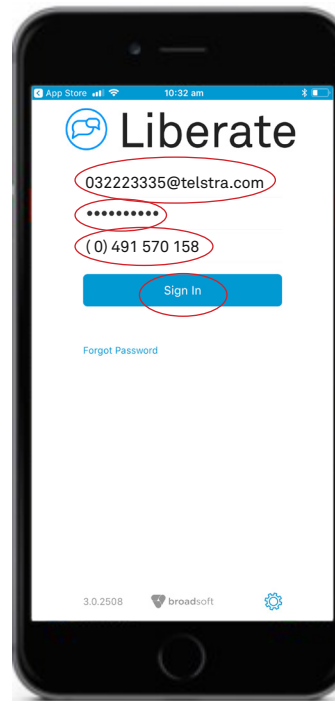 App Store 10:32 am
Liberate
032223335@telstra.com
••••••••••
( 0) 491 570 158
Sign In
Forgot Password
3.0.2508 broadsoft